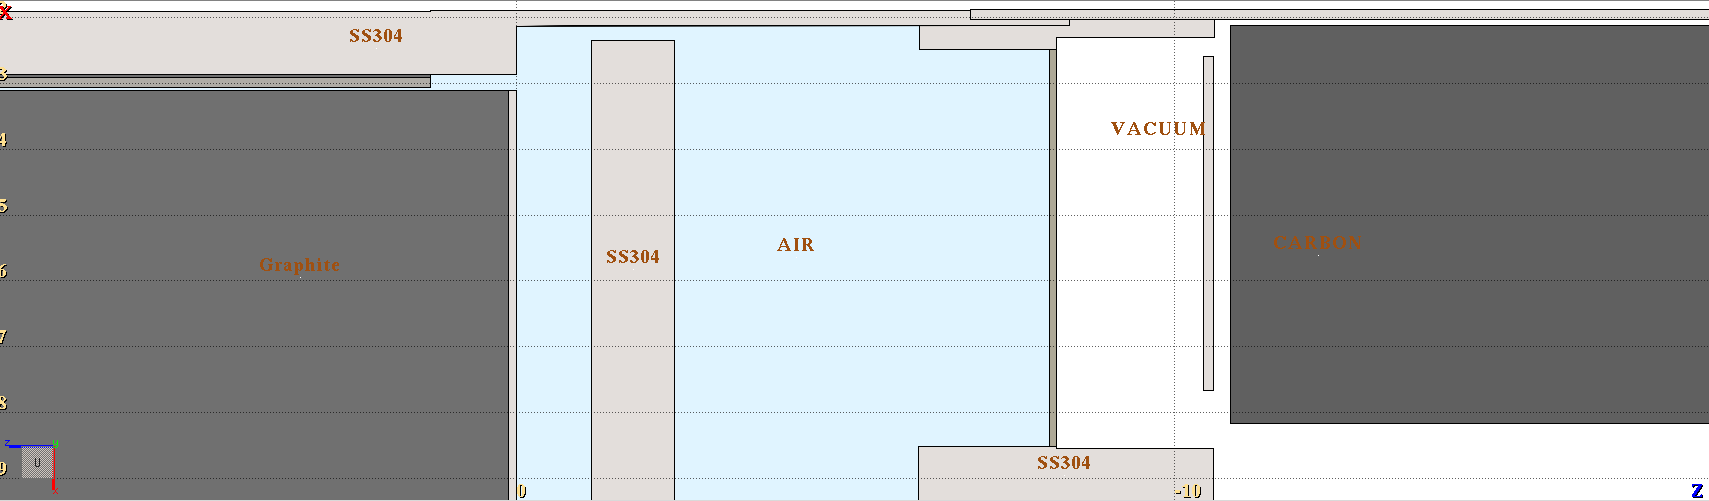 X
SS304
3
VACUUM
4
5
AIR
CARBON
SS304
Graphite
6
7
8
z
U
SS304
9
x
0
-10
Z